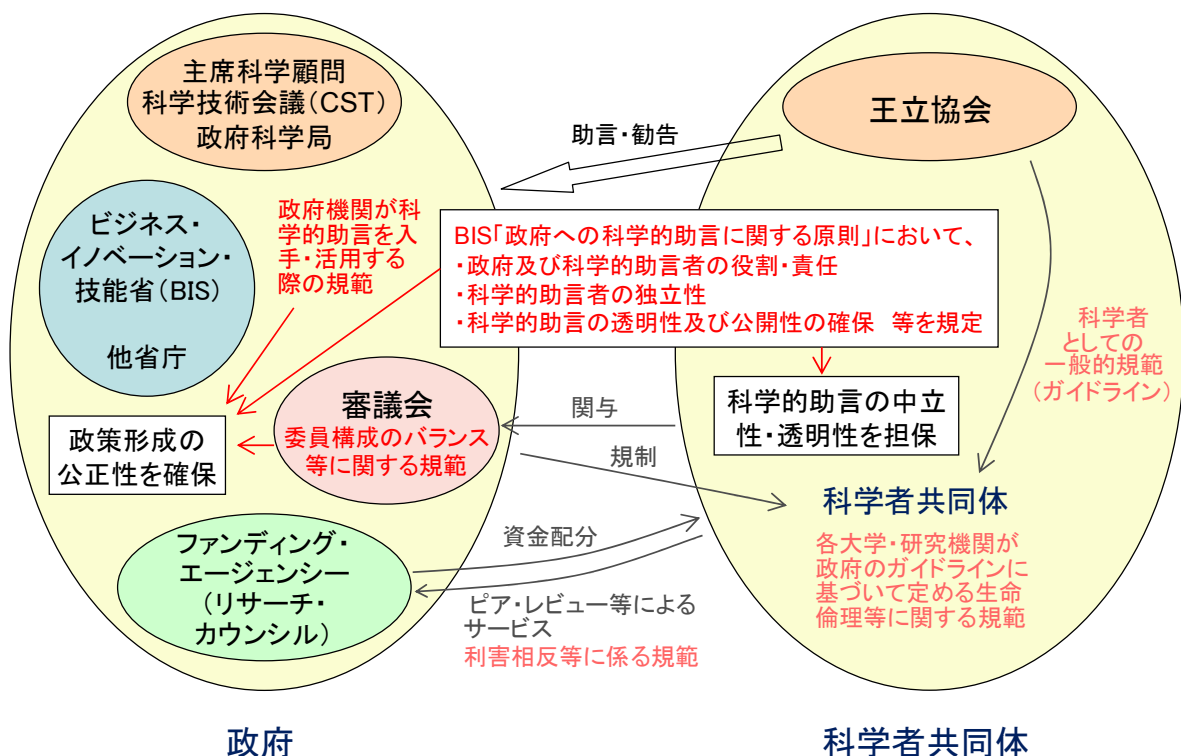 主席科学顧問
科学技術会議(CST)
政府科学局
王立協会
助言・勧告
ビジネス・
イノベーション・
技能省(BIS)
他省庁
政府機関が科
学的助言を入
手・活用する
際の規範
BIS「政府への科学的助言に関する原則」において、
・政府及び科学的助言者の役割・責任
・科学的助言者の独立性
・科学的助言の透明性及び公開性の確保 等を規定
科学者
としての
一般的規範
(ガイドライン)
審議会
委員構成のバランス
等に関する規範
政策形成の
公正性を確保
関与
規制
科学的助言の中立
性・透明性を担保
科学者共同体
各大学・研究機関が
政府のガイドラインに
基づいて定める生命
倫理等に関する規範
ファンディング・
エージェンシー
(リサーチ・
カウンシル)
資金配分
ピア・レビュー等による
サービス
利害相反等に係る規範
政府
科学者共同体